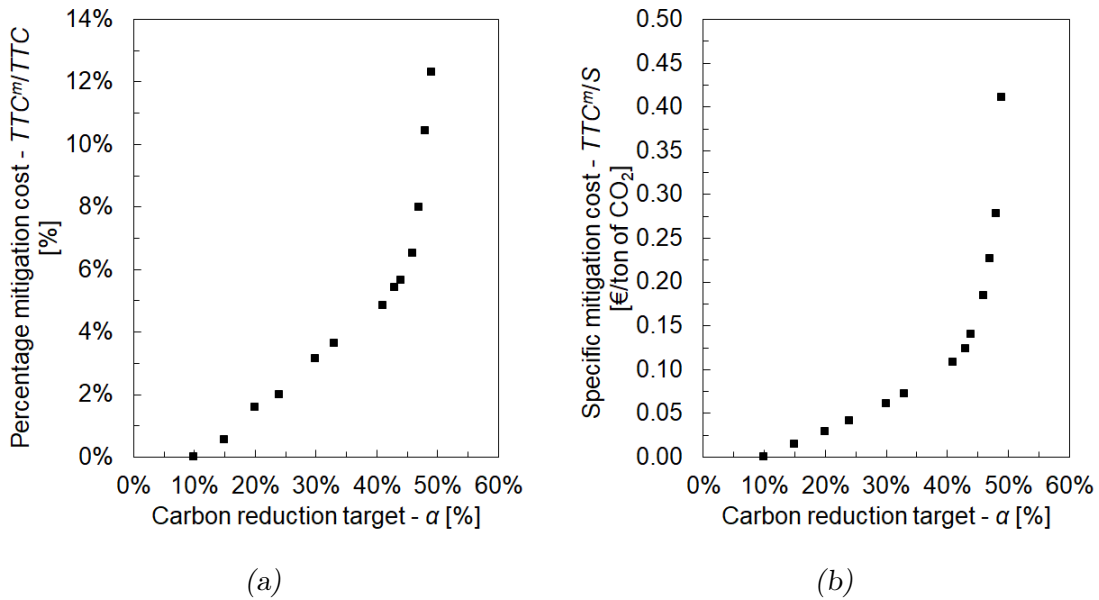 Percentage mitigation cost - TTCᵐ/TTC
[%]
14%
12%
10%
8%
6%
4%
2%
0%
0% 10% 20% 30% 40% 50% 60%
Carbon reduction target - α [%]
(a)
Specific mitigation cost - TTCᵐ/S
[€/ton of CO₂]
0.50
0.45
0.40
0.35
0.30
0.25
0.20
0.15
0.10
0.05
0.00
0% 10% 20% 30% 40% 50% 60%
Carbon reduction target - α [%]
(b)